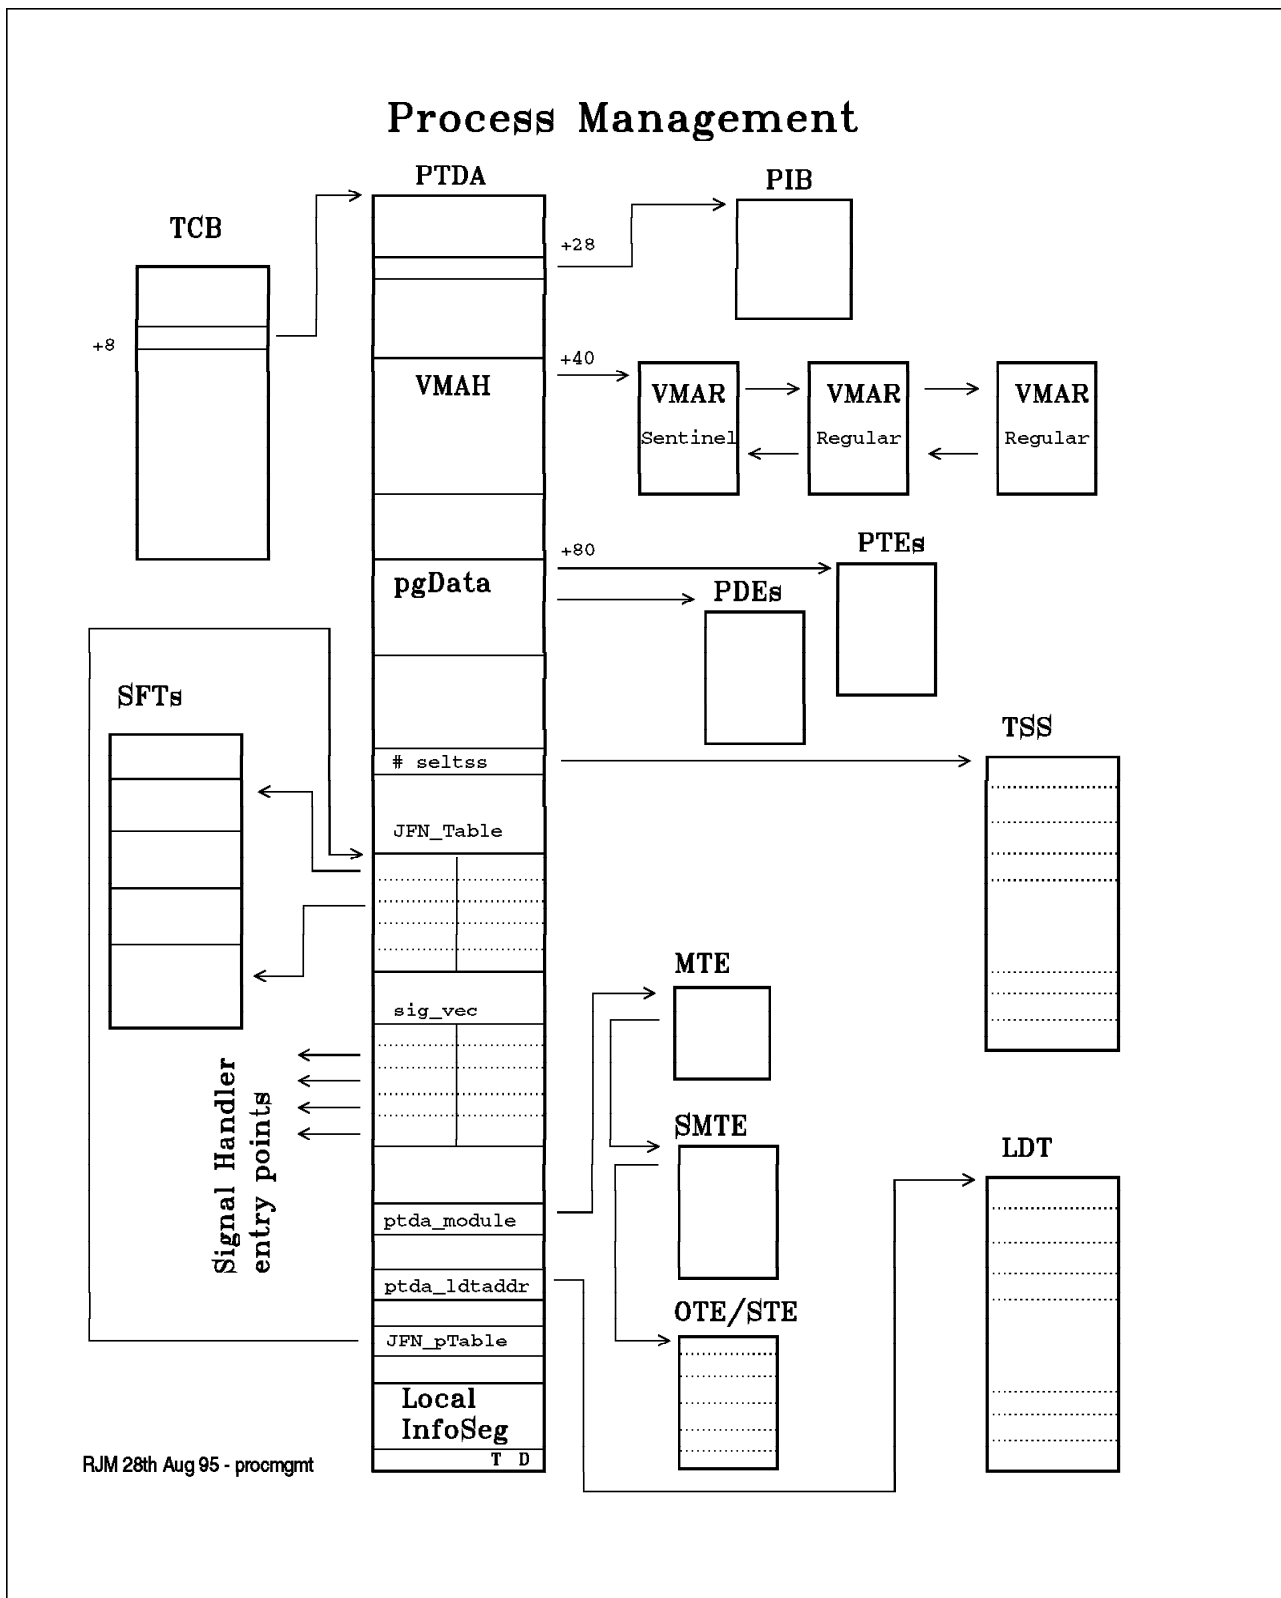 Process Management
PTDA
PIB
TCB
+28
+8
+40
VMAH
VMAR
VMAR
VMAR
Sentinel
Regular
Regular
PTEs
+80
pgData
PDEs
SFTs
TSS
# seltss
JFN_Table
MTE
sig_vec
Signal Handler
entry points
SMTE
LDT
ptda_module
ptda_ldtaddr
OTE/STE
JFN_pTable
Local
InfoSeg
T D
RJM 28th Aug 95 - procmgmt